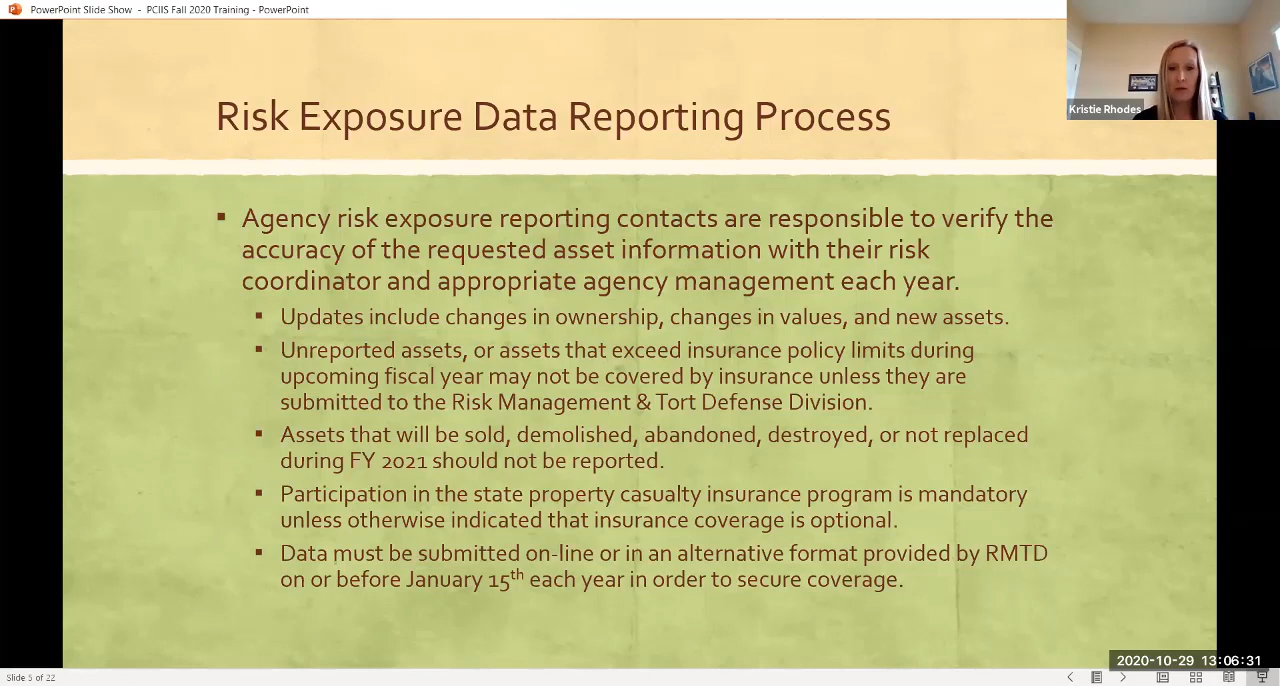 PowerPoint Slide Show - PCIIS Fall 2020 Training - PowerPoint
Kristie Rhodes
Risk Exposure Data Reporting Process
▪ Agency risk exposure reporting contacts are responsible to verify the
accuracy of the requested asset information with their risk
coordinator and appropriate agency management each year.
▪ Updates include changes in ownership, changes in values, and new assets.
▪ Unreported assets, or assets that exceed insurance policy limits during
upcoming fiscal year may not be covered by insurance unless they are
submitted to the Risk Management & Tort Defense Division.
▪ Assets that will be sold, demolished, abandoned, destroyed, or not replaced
during FY 2021 should not be reported.
▪ Participation in the state property casualty insurance program is mandatory
unless otherwise indicated that insurance coverage is optional.
▪ Data must be submitted on-line or in an alternative format provided by RMTD
on or before January 15th each year in order to secure coverage.
2020-10-29 13:06:31
Slide 5 of 22